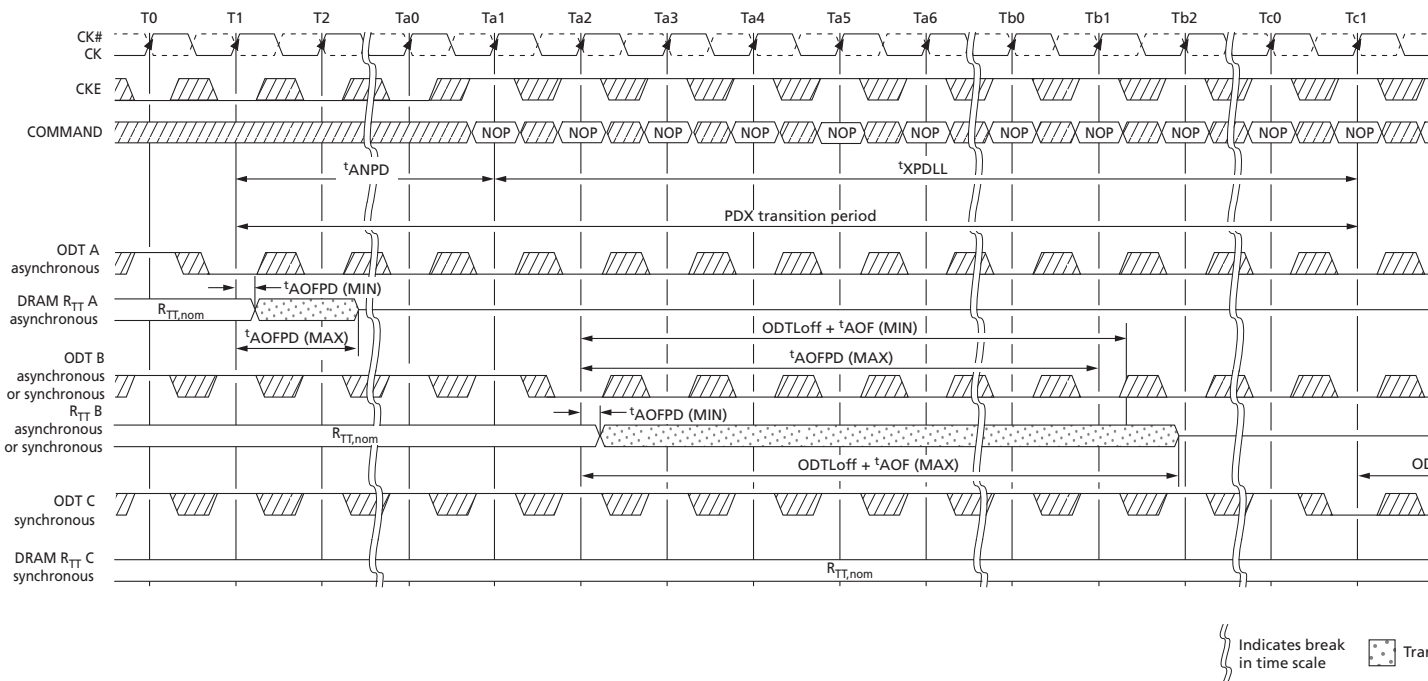 T0 T1 T2 Ta0 Ta1 Ta2 Ta3 Ta4 Ta5 Ta6 Tb0 Tb1 Tb2 Tc0 Tc1
CK#
CK
CKE
COMMAND NOP NOP NOP NOP NOP NOP NOP NOP NOP NOP NOP
tANPD tXPDLL
PDX transition period
ODT A
asynchronous
tAOFPD (MIN)
DRAM RTT A
asynchronous
RTT,nom
tAOFPD (MAX)
ODTLoff + tAOF (MIN)
tAOFPD (MAX)
ODT B
asynchronous
or synchronous
tAOFPD (MIN)
RTT B
asynchronous
or synchronous
RTT,nom
ODTLoff + tAOF (MAX)
ODT C
synchronous
DRAM RTT C
synchronous
RTT,nom
Indicates break
in time scale